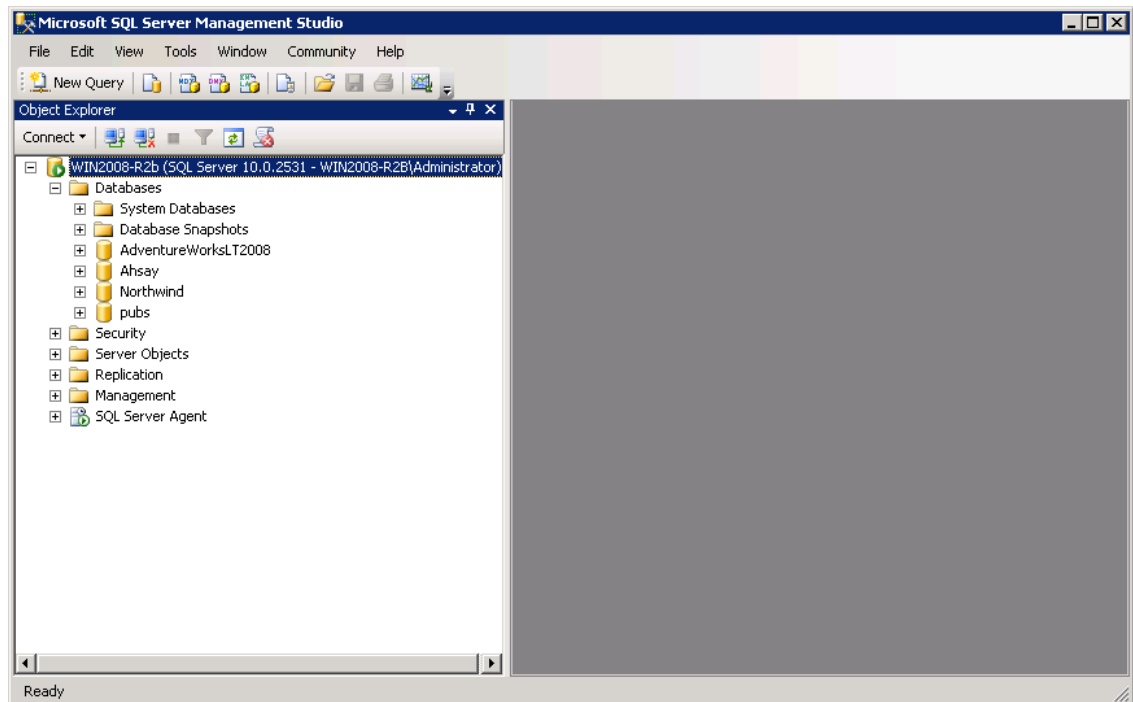 Microsoft SQL Server Management Studio
File Edit View Tools Window Community Help
New Query
Object Explorer
Connect
WIN2008-R2b (SQL Server 10.0.2531 - WIN2008-R2B\Administrator)
Databases
System Databases
Database Snapshots
AdventureWorksLT2008
Ahsay
Northwind
pubs
Security
Server Objects
Replication
Management
SQL Server Agent
Ready